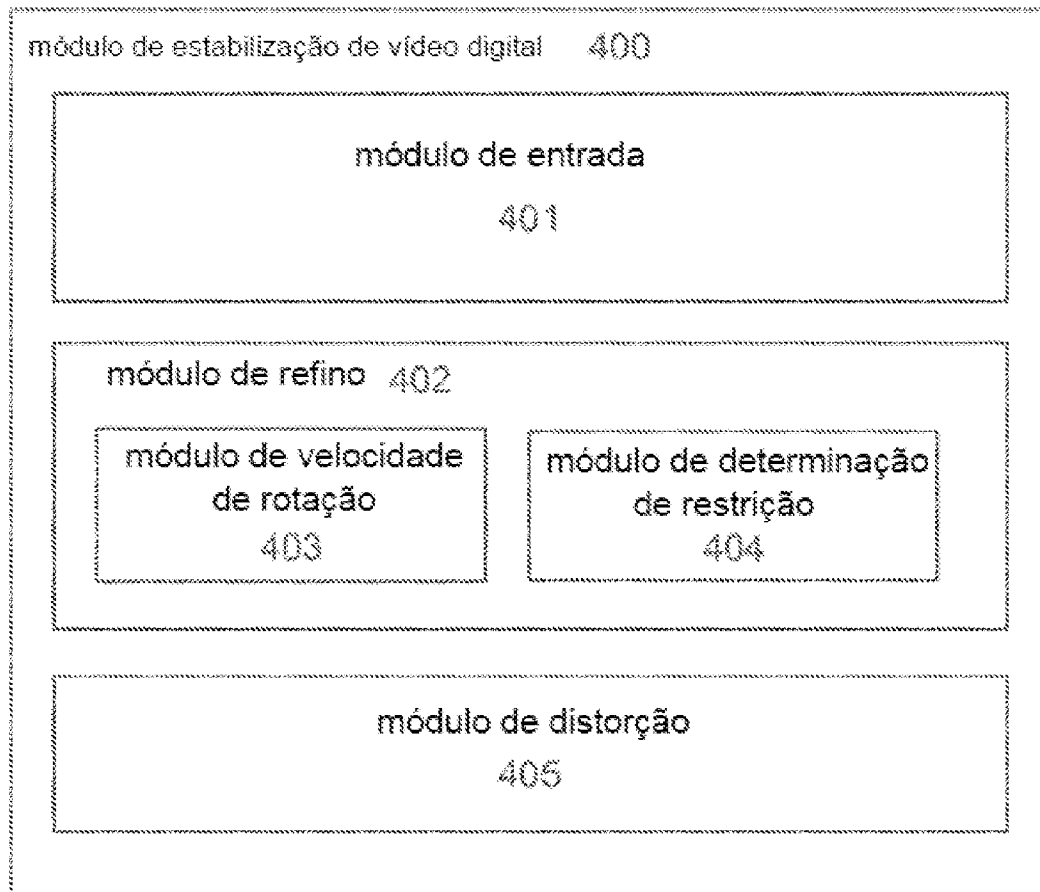 módulo de estabilização de vídeo digital 400
módulo de entrada
401
módulo de refino 402
módulo de velocidade
de rotação
403
módulo de determinação
de restrição
404
módulo de distorção
405